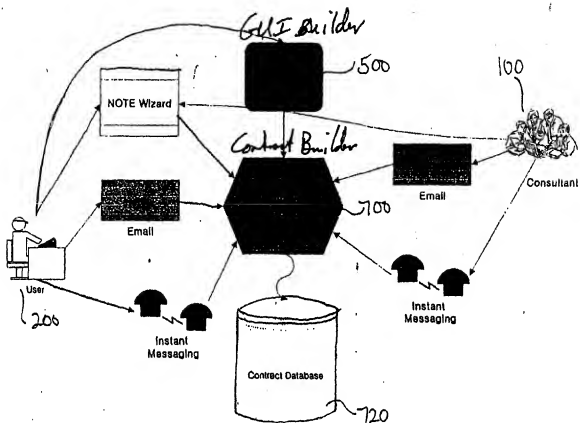 GUI Builder
500
100
NOTE Wizard
Contract Builder
700
Email
Email
Consultant
User
200
Instant
Messaging
Instant
Messaging
Contract Database
720